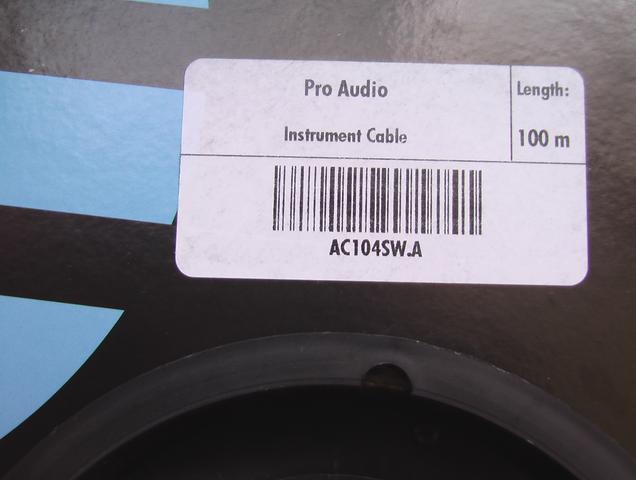 Pro Audio
Instrument Cable
Length:
100 m
AC104SW.A